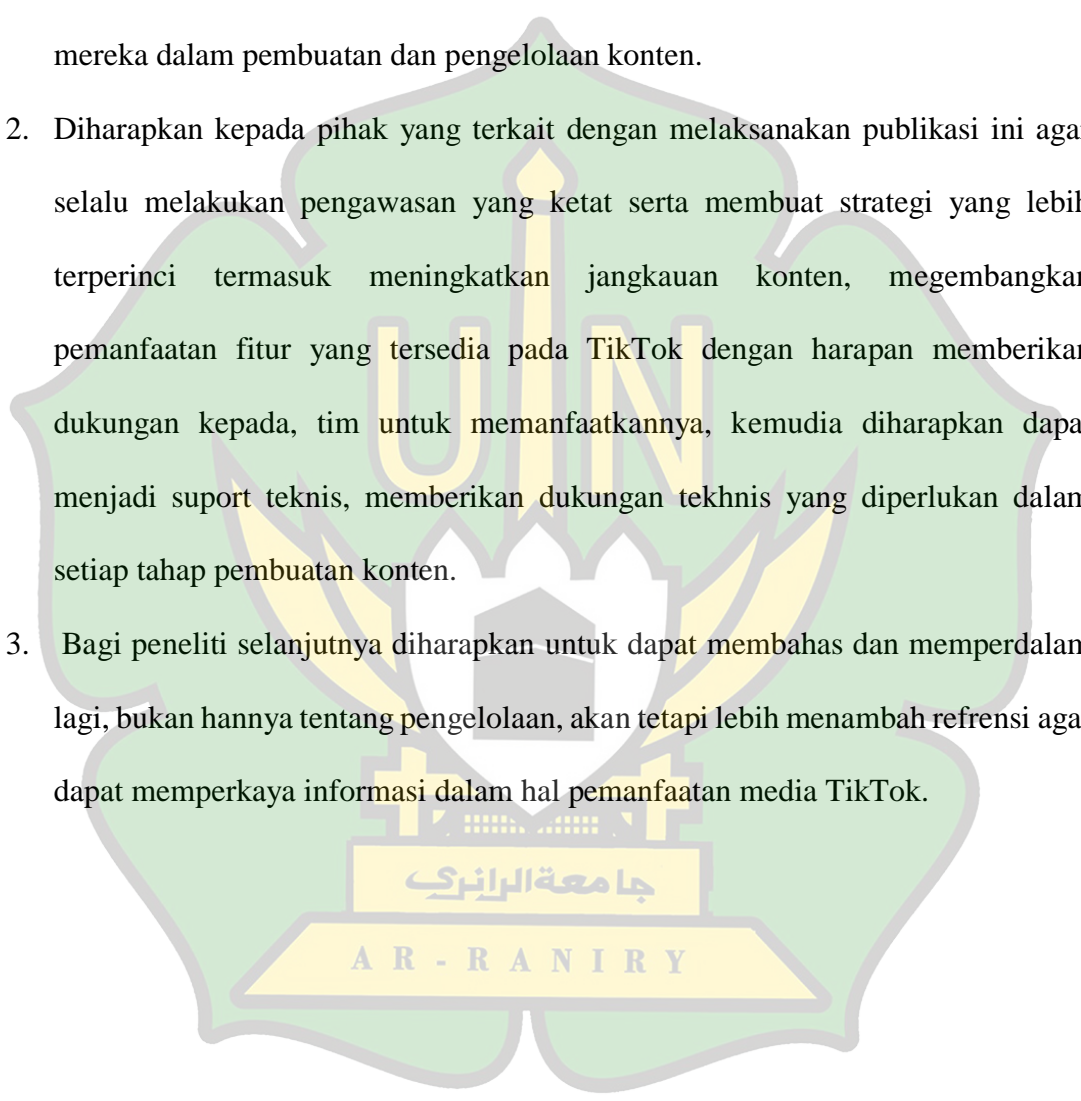 mereka dalam pembuatan dan pengelolaan konten.
2. Diharapkan kepada pihak yang terkait dengan melaksanakan publikasi ini agar
selalu melakukan pengawasan yang ketat serta membuat strategi yang lebih
terperinci termasuk meningkatkan jangkauan konten, megembangkan
pemanfaatan fitur yang tersedia pada TikTok dengan harapan memberikan
dukungan kepada, tim untuk memanfaatkannya, kemudia diharapkan dapat
menjadi suport teknis, memberikan dukungan tekhnis yang diperlukan dalam
setiap tahap pembuatan konten.
3. Bagi peneliti selanjutnya diharapkan untuk dapat membahas dan memperdalam
lagi, bukan hannya tentang pengelolaan, akan tetapi lebih menambah refrensi agar
dapat memperkaya informasi dalam hal pemanfaatan media TikTok.
UIN
جامعةالرانري
AR-RANIRY